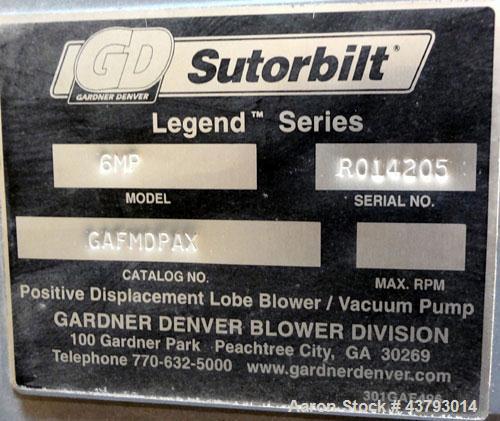 GD Sutorbilt®
GARDNER DENVER
Legend™ Series
6MP R014205
MODEL SERIAL NO.
GAFMDPAX
CATALOG NO. MAX. RPM
Positive Displacement Lobe Blower / Vacuum Pump
GARDNER DENVER BLOWER DIVISION
100 Gardner Park Peachtree City, GA 30269
Telephone 770-632-5000 www.gardnerdenver.com
Aaron Stock # 43793014